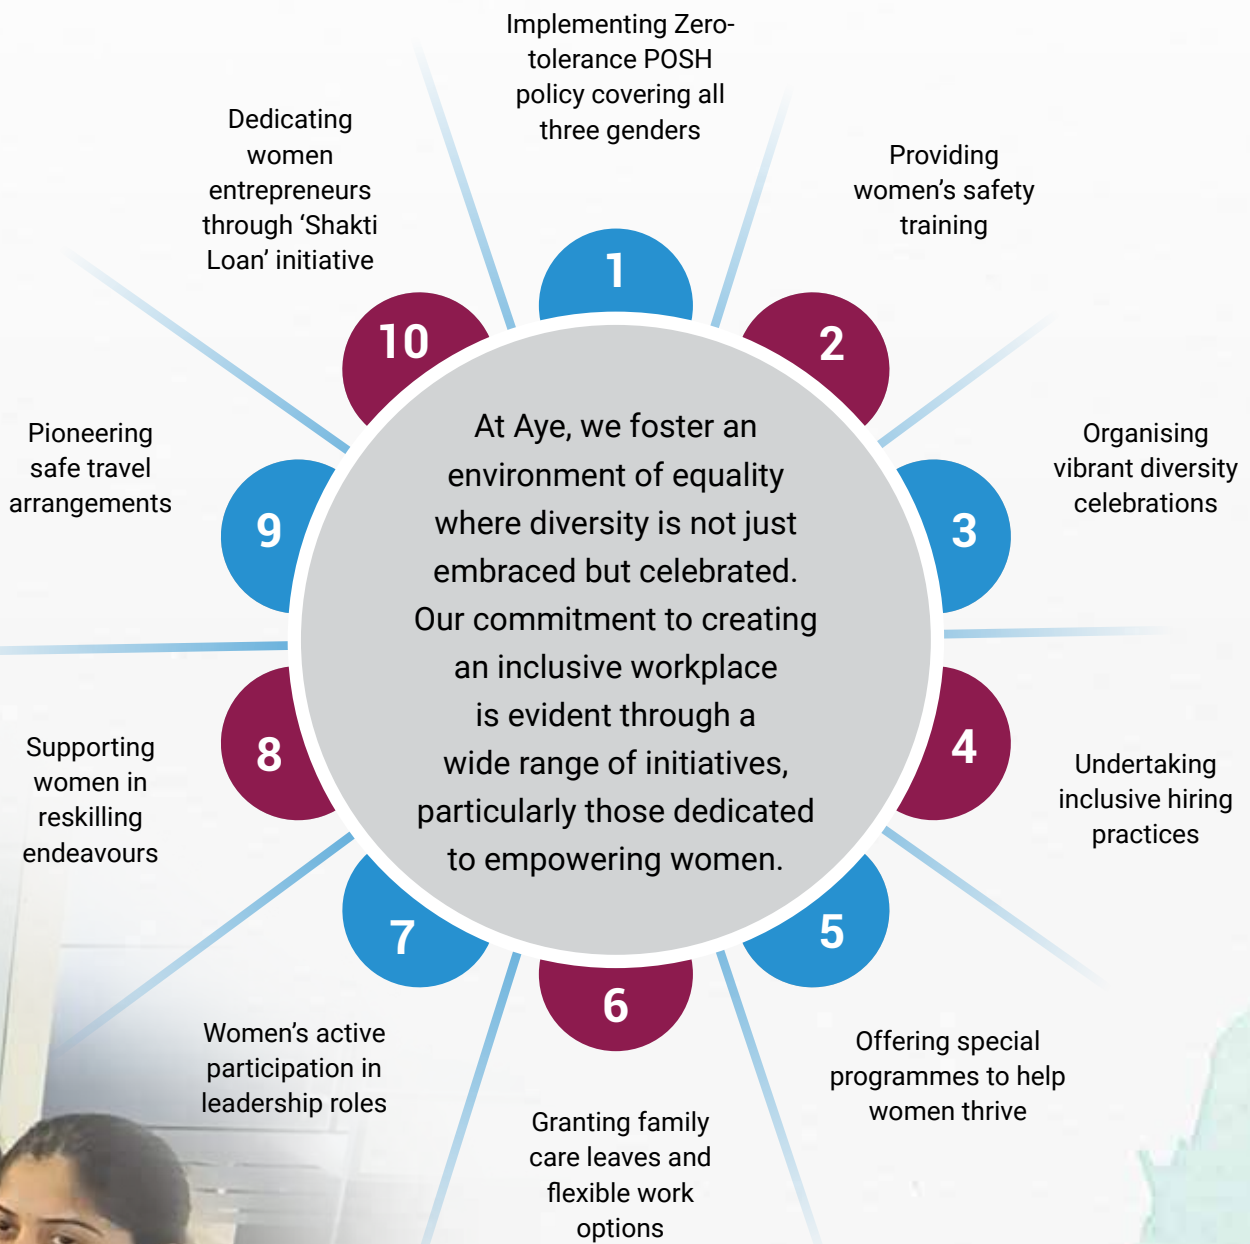 Implementing Zero-
tolerance POSH
policy covering all
three genders
1
Providing
women’s safety
training
2
Organising
vibrant diversity
celebrations
3
Undertaking
inclusive hiring
practices
4
Offering special
programmes to help
women thrive
5
Granting family
care leaves and
flexible work
options
6
Women’s active
participation in
leadership roles
7
Supporting
women in
reskilling
endeavours
8
Pioneering
safe travel
arrangements
9
Dedicating
women
entrepreneurs
through ‘Shakti
Loan’ initiative
10
At Aye, we foster an
environment of equality
where diversity is not just
embraced but celebrated.
Our commitment to creating
an inclusive workplace
is evident through a
wide range of initiatives,
particularly those dedicated
to empowering women.